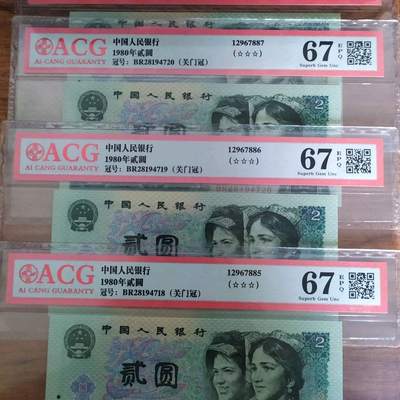 ACG
AI CANG GUARANTY
中国人民银行
1980年贰圆
冠号: BR28194720 (关门冠)
12967887
(☆☆☆)
67 EPQ
Superb Gem Unc
中国人民银行
2
ACG
AI CANG GUARANTY
中国人民银行
1980年贰圆
冠号: BR28194719 (关门冠)
12967886
(☆☆☆)
67 EPQ
Superb Gem Unc
中国人民银行
贰圆
2
ACG
AI CANG GUARANTY
中国人民银行
1980年贰圆
冠号: BR28194718 (关门冠)
12967885
(☆☆☆)
67 EPQ
Superb Gem Unc
中国人民银行
贰圆
2